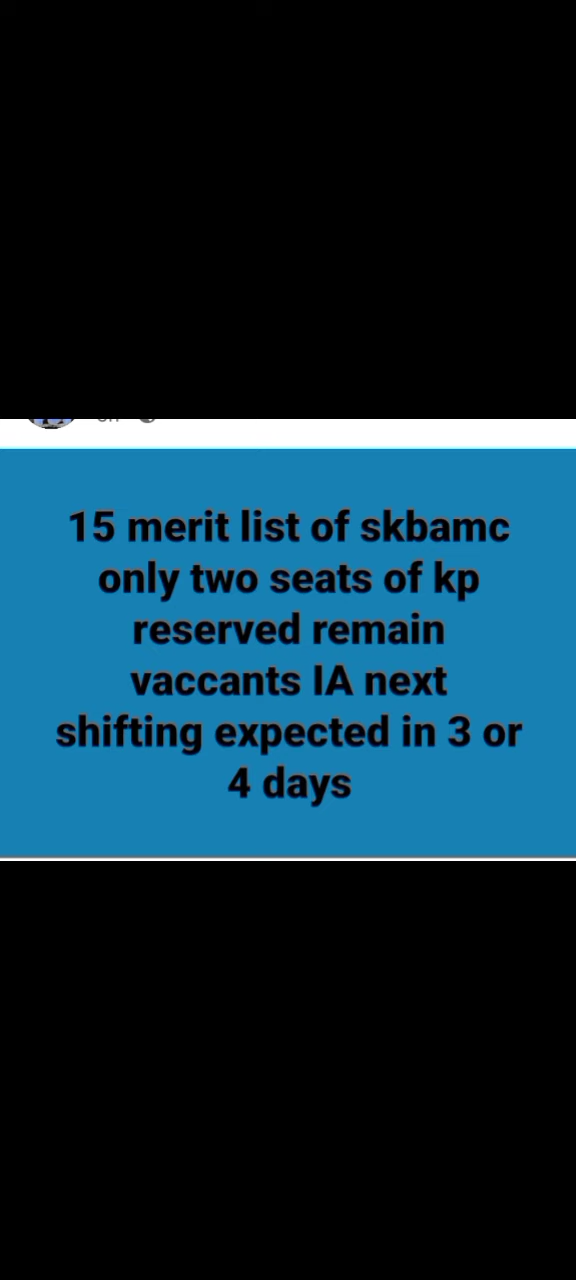 15 merit list of skbamc
only two seats of kp
reserved remain
vaccants IA next
shifting expected in 3 or
4 days